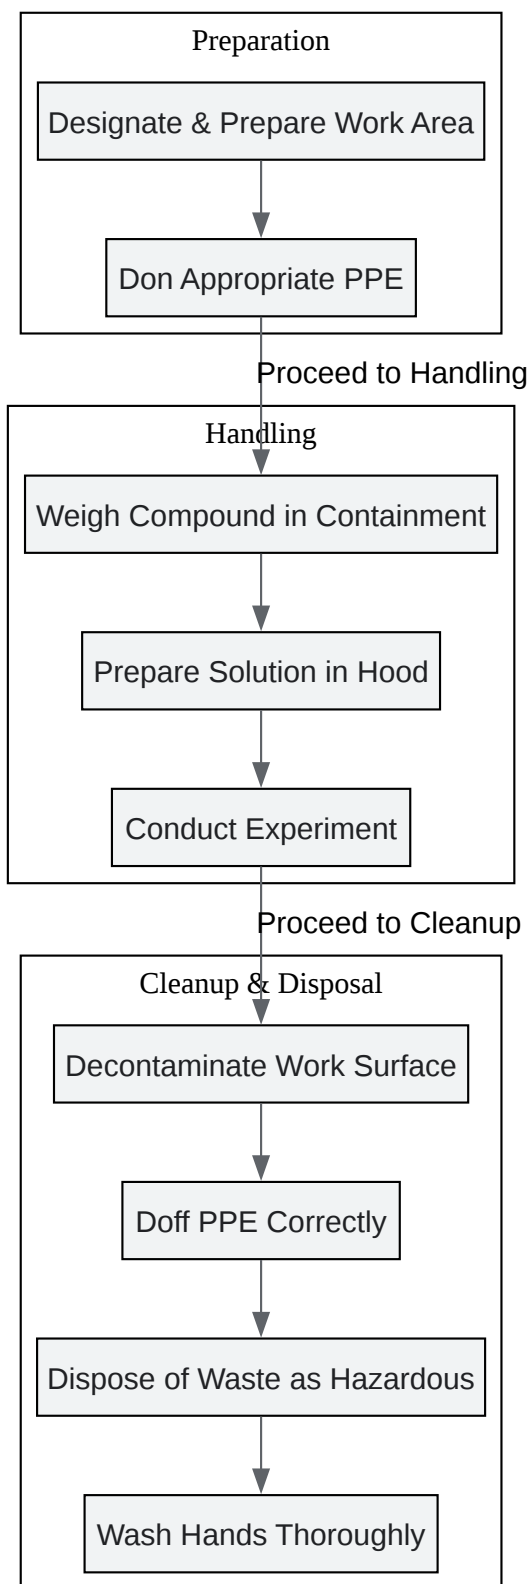 Preparation
Designate & Prepare Work Area
Don Appropriate PPE
Proceed to Handling
Handling
Weigh Compound in Containment
Prepare Solution in Hood
Conduct Experiment
Proceed to Cleanup
Cleanup & Disposal
Decontaminate Work Surface
Doff PPE Correctly
Dispose of Waste as Hazardous
Wash Hands Thoroughly